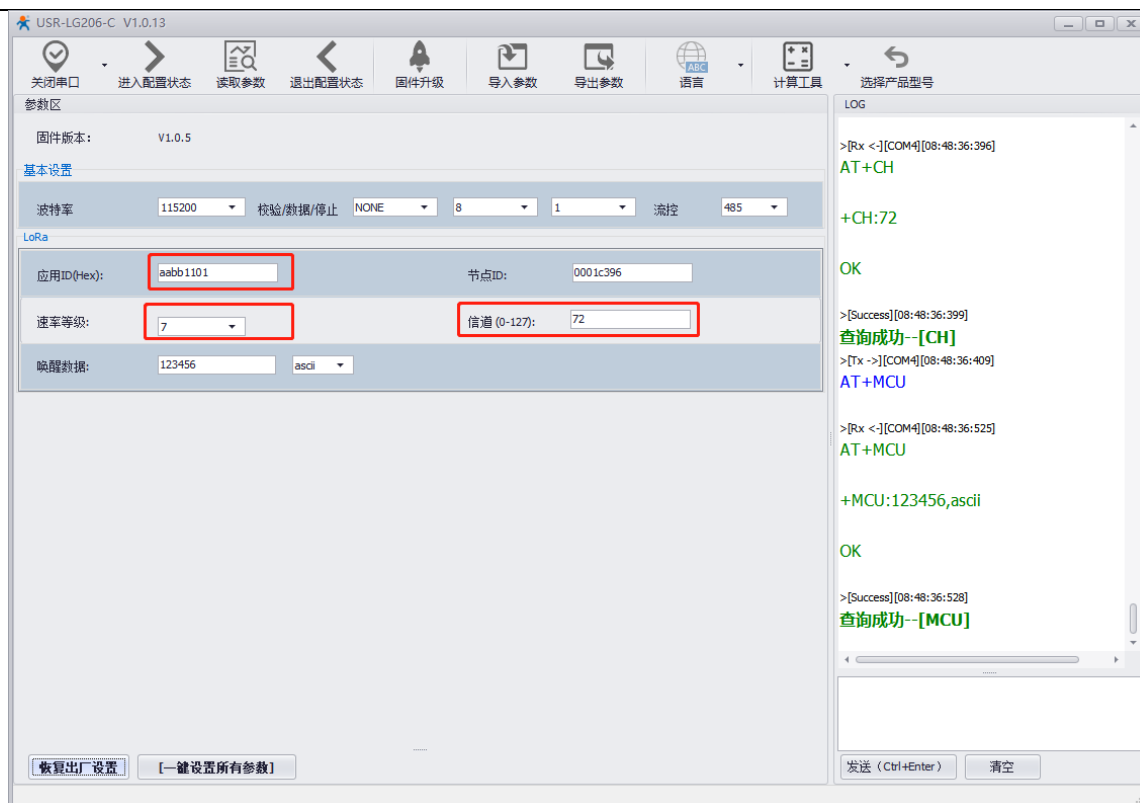 USR-LG206-C V1.0.13
关闭串口 进入配置状态 读取参数 退出配置状态 固件升级 导入参数 导出参数 ABC 语言 计算工具 选择产品型号
参数区
固件版本: V1.0.5
基本设置
波特率 115200 校验/数据/停止 NONE 8 1 流控 485
LoRa
应用ID(Hex): aabb1101 节点ID: 0001c396
速率等级: 7 信道 (0-127): 72
唤醒数据: 123456 ascii
恢复出厂设置 [一键设置所有参数]
LOG
>[Rx <-][COM4][08:48:36:396]
AT+CH
+CH:72
OK
>[Success][08:48:36:399]
查询成功--[CH]
>[Tx ->][COM4][08:48:36:409]
AT+MCU
>[Rx <-][COM4][08:48:36:525]
AT+MCU
+MCU:123456,ascii
OK
>[Success][08:48:36:528]
查询成功--[MCU]
发送（Ctrl+Enter） 清空